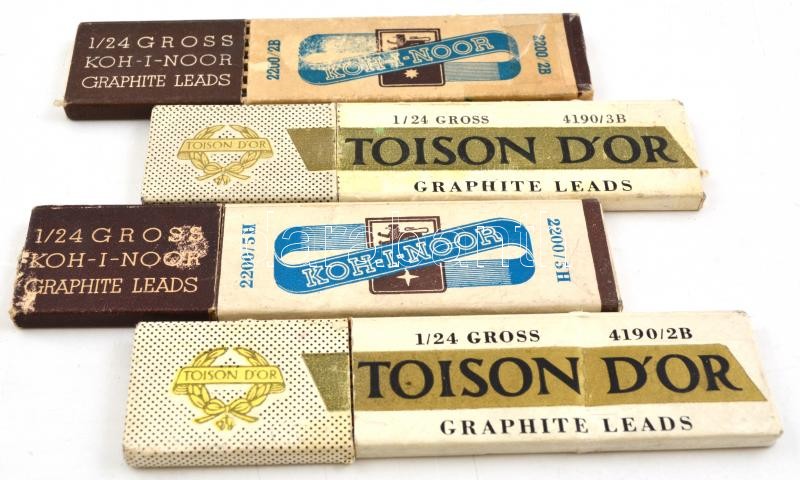 1/24 GROSS
KOH-I-NOOR
GRAPHITE LEADS
2200/2B
KOH-I-NOOR
2200/2B
TOISON D'OR
1/24 GROSS 4190/3B
TOISON D'OR
GRAPHITE LEADS
1/24 GROSS
KOH-I-NOOR
GRAPHITE LEADS
2200/5H
KOH-I-NOOR
2200/5H
TOISON D'OR
1/24 GROSS 4190/2B
TOISON D'OR
GRAPHITE LEADS